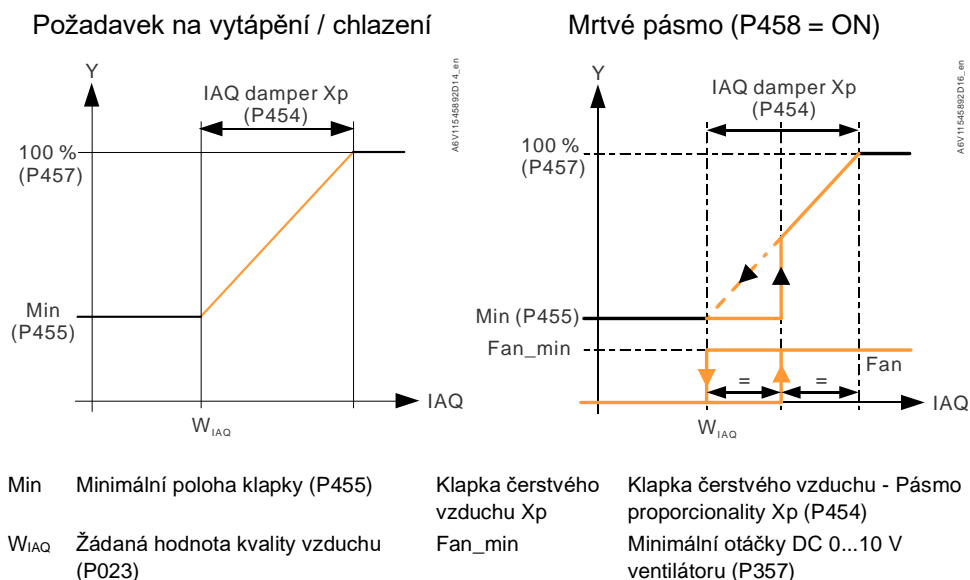 Požadavek na vytápění / chlazení
Y
IAQ damper Xp
(P454)
100 %
(P457)
Min
(P455)
IAQ
WIAQ
A6V11545892D14_en
Mrtvé pásmo (P458 = ON)
Y
IAQ damper Xp
(P454)
100 %
(P457)
Min (P455)
Fan_min
Fan
= =
IAQ
WIAQ
A6V11545892D16_en
Min Minimální poloha klapky (P455)
Klapka čerstvého
vzduchu Xp
Klapka čerstvého vzduchu - Pásmo
proporcionality Xp (P454)
WIAQ Žádaná hodnota kvality vzduchu
(P023)
Fan_min
Minimální otáčky DC 0...10 V
ventilátoru (P357)